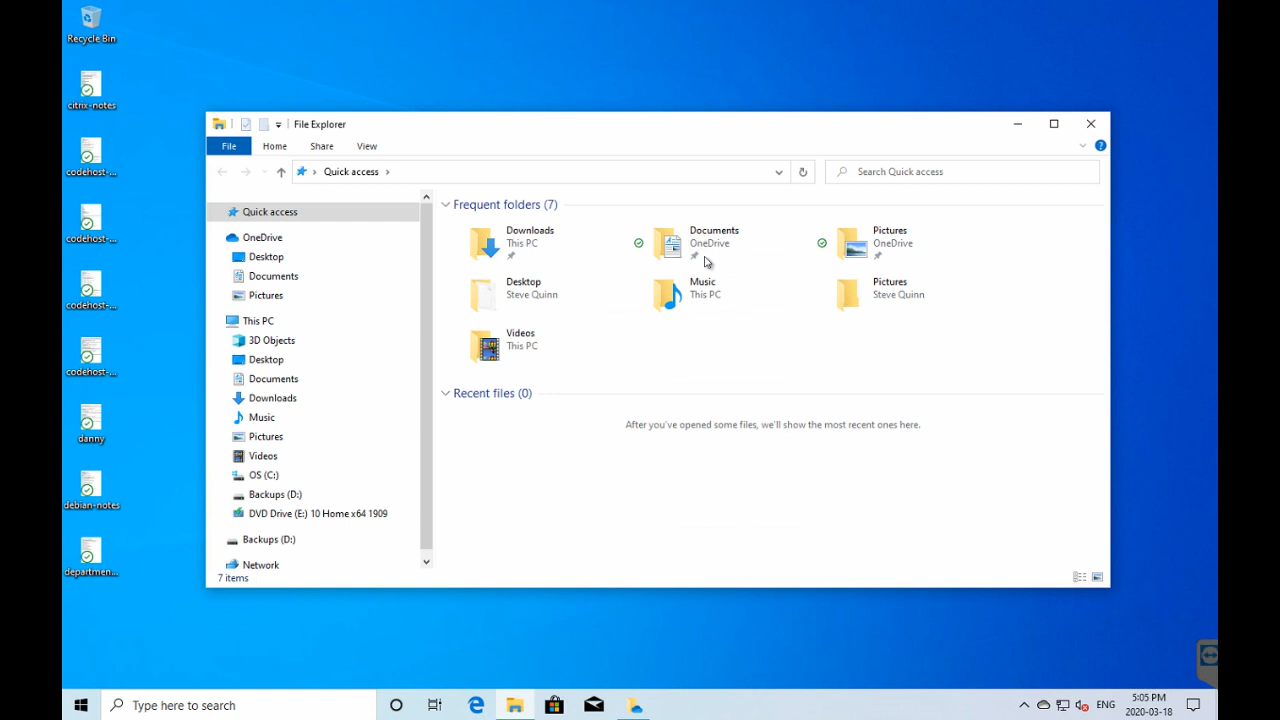 Recycle Bin
citrix-notes
codehost-...
codehost-...
codehost-...
codehost-...
danny
debian-notes
departmen...
File Explorer
File
Home
Share
View
Quick access
Search Quick access
Quick access
OneDrive
Desktop
Documents
Pictures
This PC
3D Objects
Desktop
Documents
Downloads
Music
Pictures
Videos
OS (C:)
Backups (D:)
DVD Drive (E:) 10 Home x64 1909
Backups (D:)
Network
Frequent folders (7)
Downloads
This PC
Documents
OneDrive
Pictures
OneDrive
Desktop
Steve Quinn
Music
This PC
Pictures
Steve Quinn
Videos
This PC
Recent files (0)
After you've opened some files, we'll show the most recent ones here.
7 items
Type here to search
ENG
5:05 PM
2020-03-18